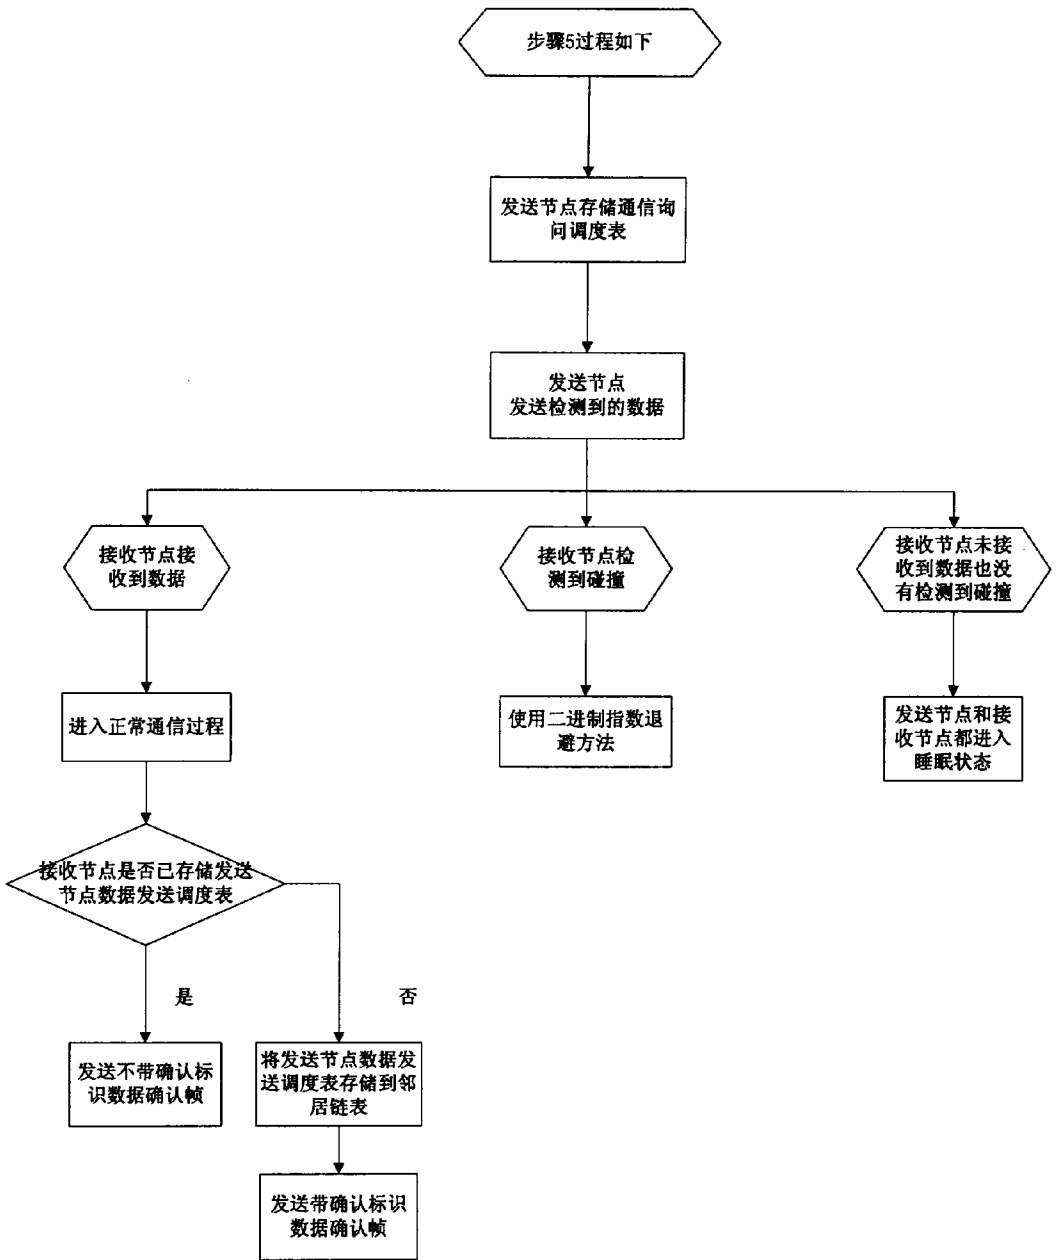 步骤5过程如下
发送节点存储通信询
问调度表
发送节点
发送检测到的数据
接收节点接
收到数据
接收节点检
测到碰撞
接收节点未接
收到数据也没
有检测到碰撞
进入正常通信过程
使用二进制指数退
避方法
发送节点和接
收节点都进入
睡眠状态
接收节点是否已存储发送
节点数据发送调度表
是
否
发送不带确认标
识数据确认帧
将发送节点数据发
送调度表存储到邻
居链表
发送带确认标识
数据确认帧